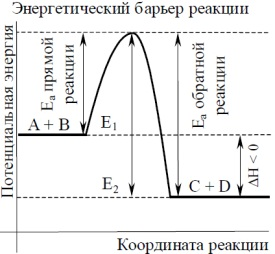 Энергетический барьер реакции
Потенциальная энергия
Eа прямой
реакции
Eа обратной
реакции
A + B
E1
E2
C + D
ΔH < 0
Координата реакции